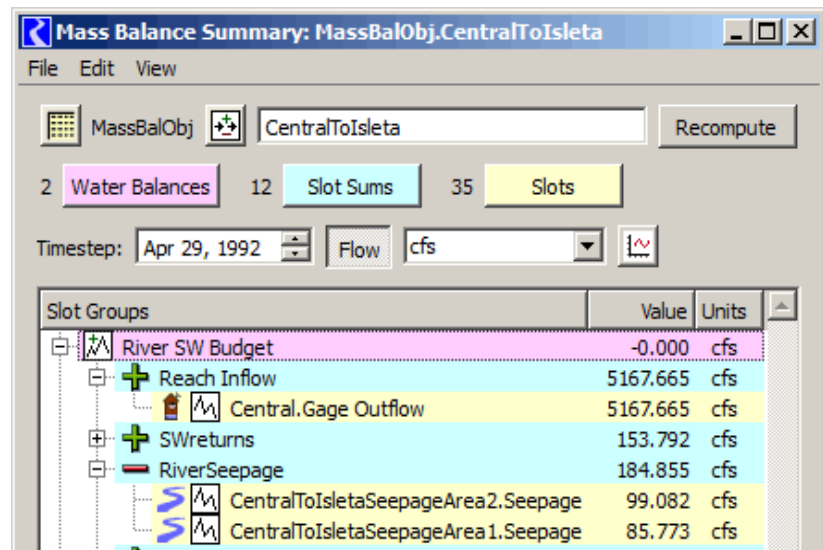 Mass Balance Summary: MassBalObj.CentralToIsleta
File Edit View
MassBalObj CentralToIsleta Recompute
2 Water Balances 12 Slot Sums 35 Slots
Timestep: Apr 29, 1992 Flow cfs
Slot Groups Value Units
River SW Budget -0.000 cfs
Reach Inflow 5167.665 cfs
Central.Gage Outflow 5167.665 cfs
SWreturns 153.792 cfs
RiverSeepage 184.855 cfs
CentralToIsletaSeepageArea2.Seepage 99.082 cfs
CentralToIsletaSeepageArea1.Seepage 85.773 cfs